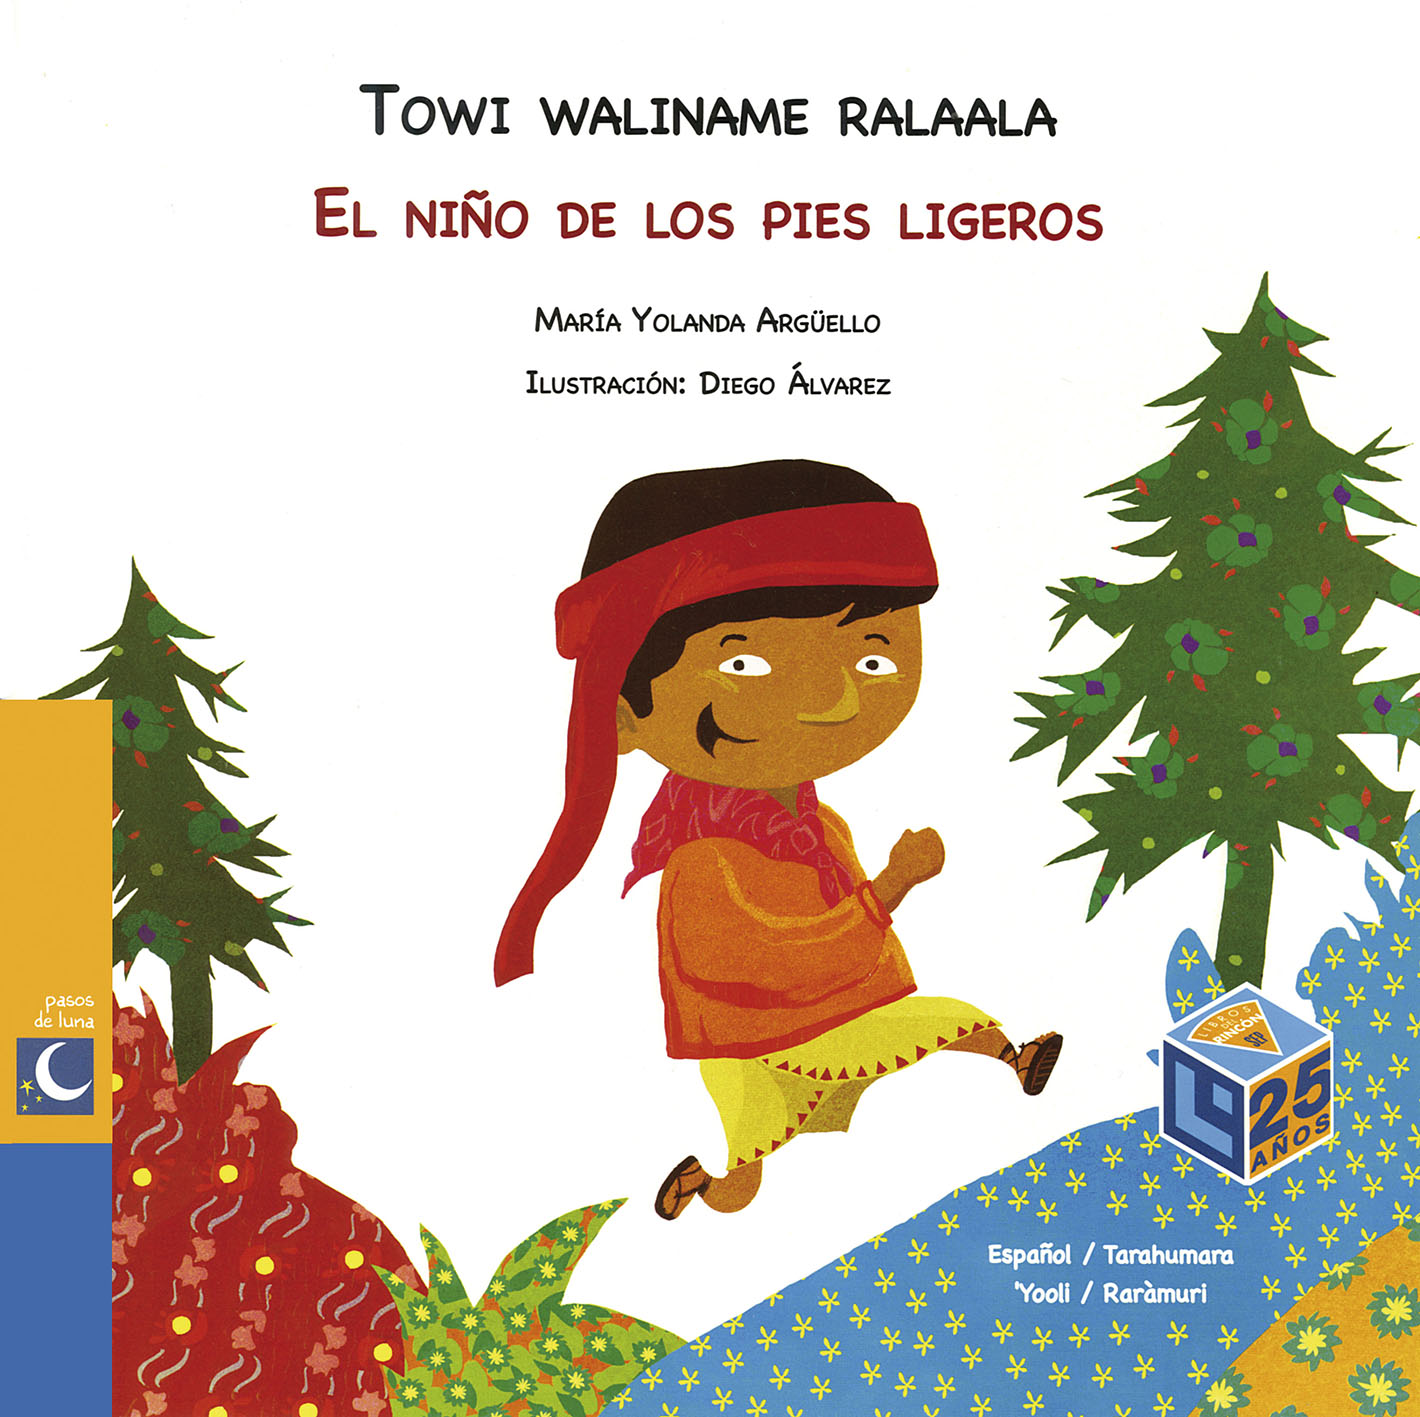 TOWI WALINAME RALAALA
EL NIÑO DE LOS PIES LIGEROS
MARÍA YOLANDA ARGÜELLO
ILUSTRACIÓN: DIEGO ÁLVAREZ
pasos
de luna
LIBROS
DEL
RINCÓN
SEP
25
AÑOS
Español / Tarahumara
'Yooli / Raràmuri